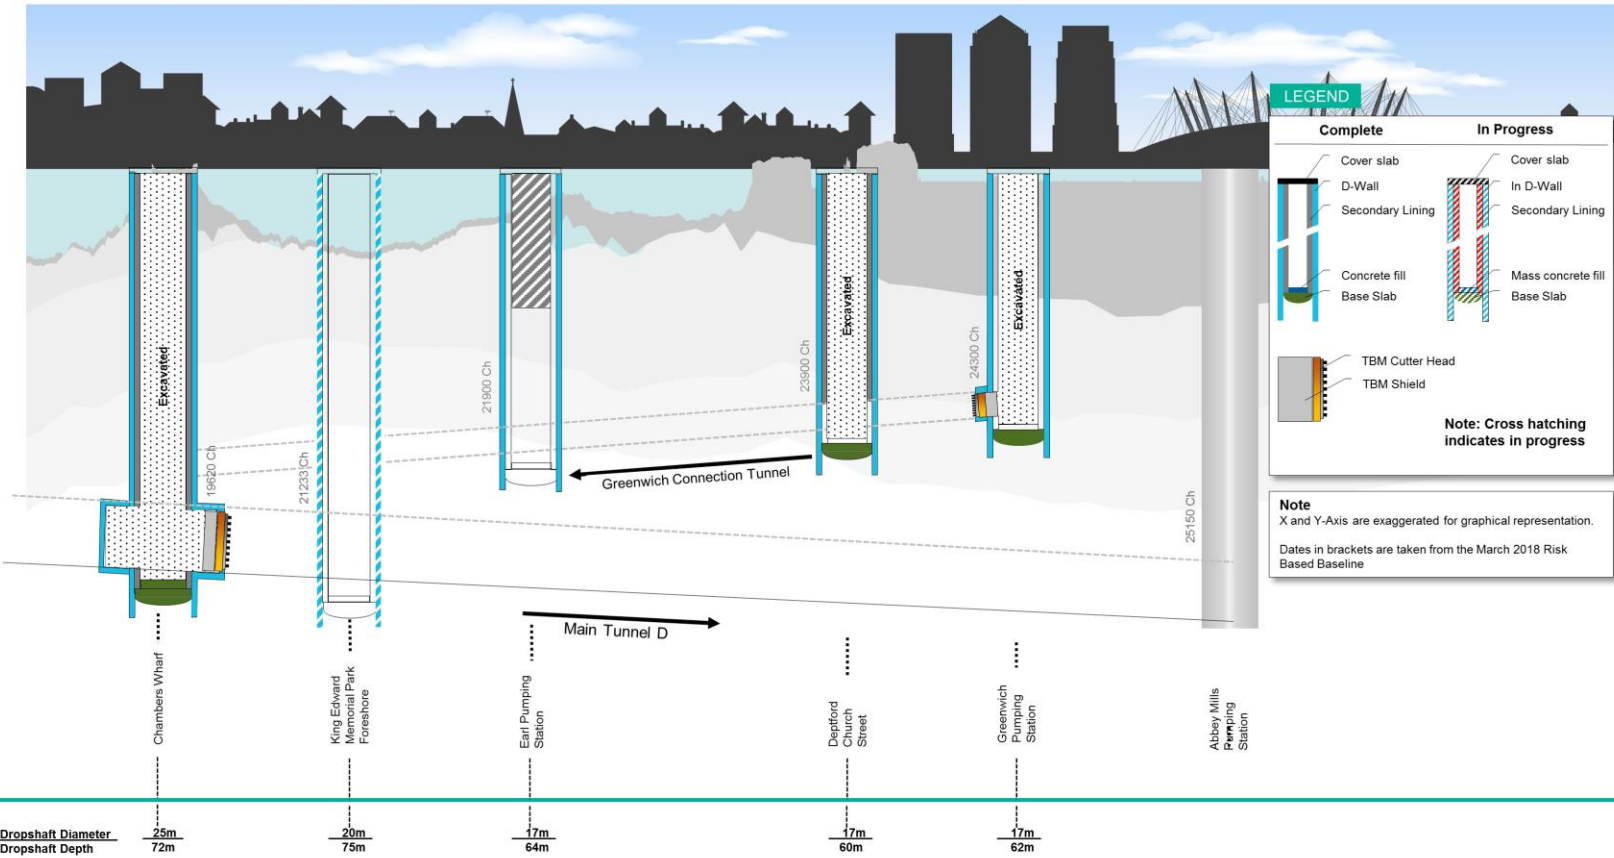 LEGEND
Complete
In Progress
Cover slab
D-Wall
Secondary Lining
Concrete fill
Base Slab
Cover slab
In D-Wall
Secondary Lining
Mass concrete fill
Base Slab
TBM Cutter Head
TBM Shield
Note: Cross hatching
indicates in progress
Note
X and Y-Axis are exaggerated for graphical representation.
Dates in brackets are taken from the March 2018 Risk
Based Baseline
Excavated
Excavated
Excavated
19620 Ch
21233 Ch
21900 Ch
23900 Ch
24300 Ch
25150 Ch
Greenwich Connection Tunnel
Main Tunnel D
Chambers Wharf
King Edward
Memorial Park
Foreshore
Earl Pumping
Station
Deptford
Church
Street
Greenwich
Pumping
Station
Abbey Mills
Pumping
Station
Dropshaft Diameter 25m 20m 17m 17m 17m
Dropshaft Depth 72m 75m 64m 60m 62m